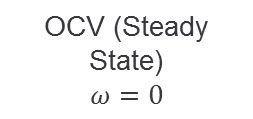 OCV (Steady
State)
𝜔 = 0